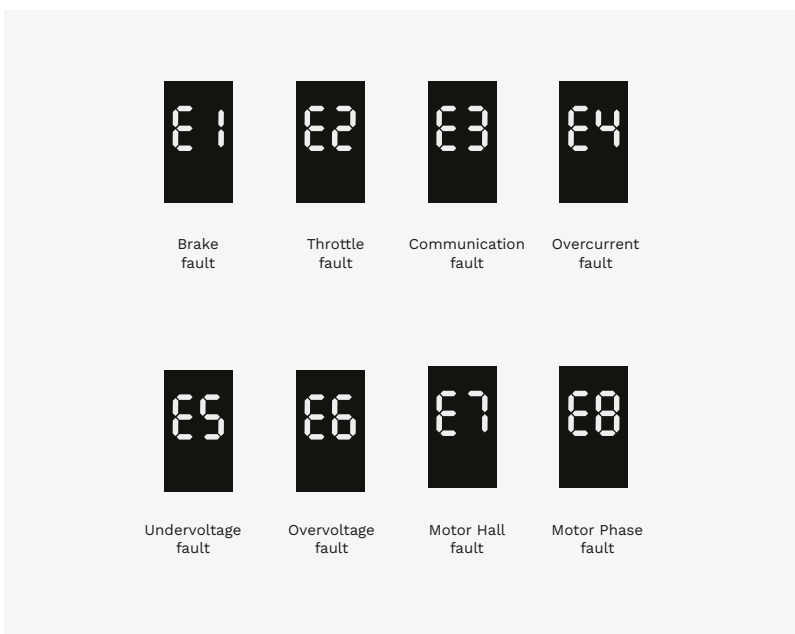 E1 E2 E3 E4
Brake Throttle Communication Overcurrent
fault fault fault fault
E5 E6 E7 E8
Undervoltage Overvoltage Motor Hall Motor Phase
fault fault fault fault